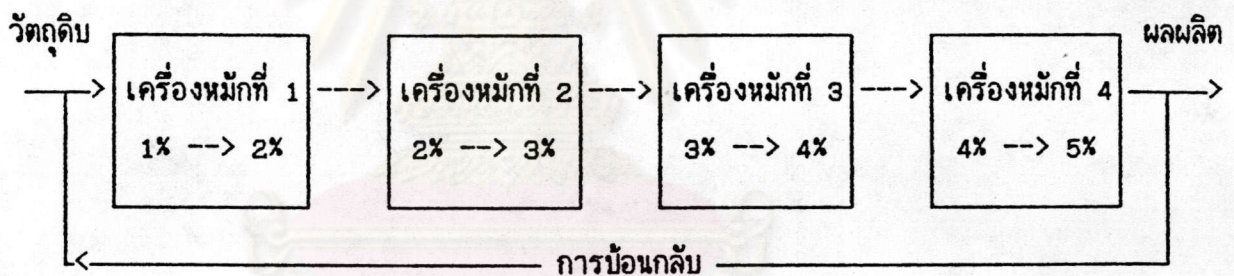 วัตถุดิบ
ผลผลิต
เครื่องหมักที่ 1 ---> เครื่องหมักที่ 2 ---> เครื่องหมักที่ 3 ---> เครื่องหมักที่ 4
1% --> 2%
2% --> 3%
3% --> 4%
4% --> 5%
การป้อนกลับ